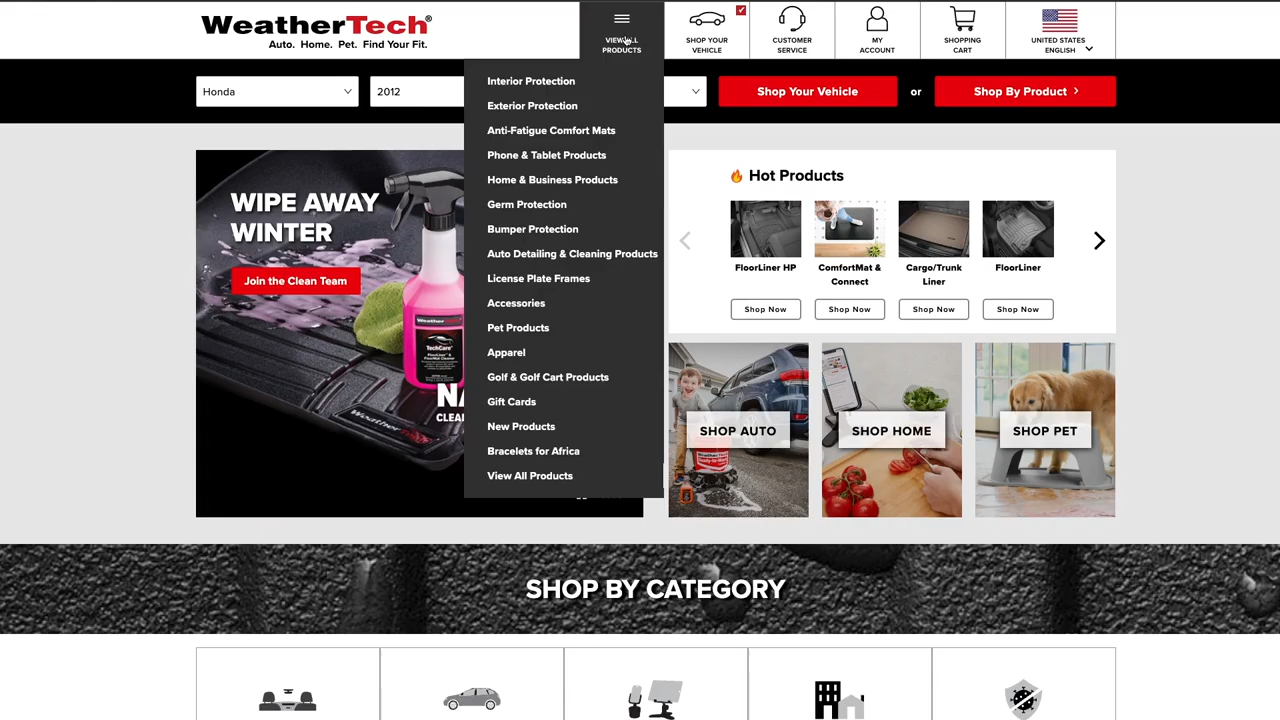 WeatherTech®
Auto. Home. Pet. Find Your Fit.
VIEW ALL
PRODUCTS
SHOP YOUR
VEHICLE
CUSTOMER
SERVICE
MY
ACCOUNT
SHOPPING
CART
UNITED STATES
ENGLISH
Honda
2012
Shop Your Vehicle
or
Shop By Product
Interior Protection
Exterior Protection
Anti-Fatigue Comfort Mats
Phone & Tablet Products
Home & Business Products
Germ Protection
Bumper Protection
Auto Detailing & Cleaning Products
License Plate Frames
Accessories
Pet Products
Apparel
Golf & Golf Cart Products
Gift Cards
New Products
Bracelets for Africa
View All Products
WIPE AWAY
WINTER
Join the Clean Team
WeatherTech
TechCare
Hot Products
FloorLiner HP
ComfortMat &
Connect
Cargo/Trunk
Liner
FloorLiner
Shop Now
Shop Now
Shop Now
Shop Now
SHOP AUTO
SHOP HOME
SHOP PET
SHOP BY CATEGORY